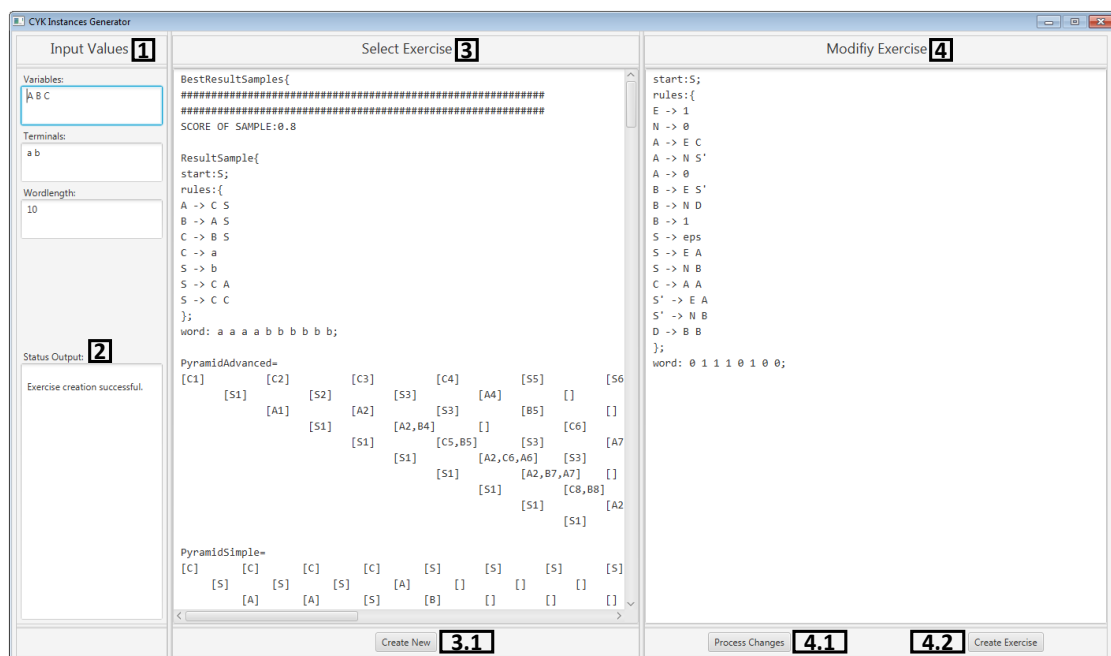 CYK Instances Generator
Input Values 1
Variables:
A B C
Terminals:
a b
Wordlength:
10
Status Output: 2
Exercise creation successful.
Select Exercise 3
BestResultSamples{
############################################################
############################################################
SCORE OF SAMPLE:0.8
ResultSample{
start:S;
rules:{
A -> C S
B -> A S
C -> B S
C -> a
S -> b
S -> C A
S -> C C
};
word: a a a a b b b b b b;
PyramidAdvanced=
[C1] [C2] [C3] [C4] [S5] [S6
[S1] [S2] [S3] [A4] []
[A1] [A2] [S3] [B5] []
[S1] [A2,B4] [] [C6]
[S1] [C5,B5] [S3] [A7
[S1] [A2,C6,A6] [S3]
[S1] [A2,B7,A7] []
[S1] [C8,B8]
[S1] [A2
[S1]
PyramidSimple=
[C] [C] [C] [C] [S] [S] [S] [S]
[S] [S] [S] [A] [] [] []
[A] [A] [S] [B] [] [] []
Create New 3.1
Modifiy Exercise 4
start:S;
rules:{
E -> 1
N -> 0
A -> E C
A -> N S'
A -> 0
B -> E S'
B -> N D
B -> 1
S -> eps
S -> E A
S -> N B
C -> A A
S' -> E A
S' -> N B
D -> B B
};
word: 0 1 1 1 0 1 0 0;
Process Changes 4.1 4.2 Create Exercise